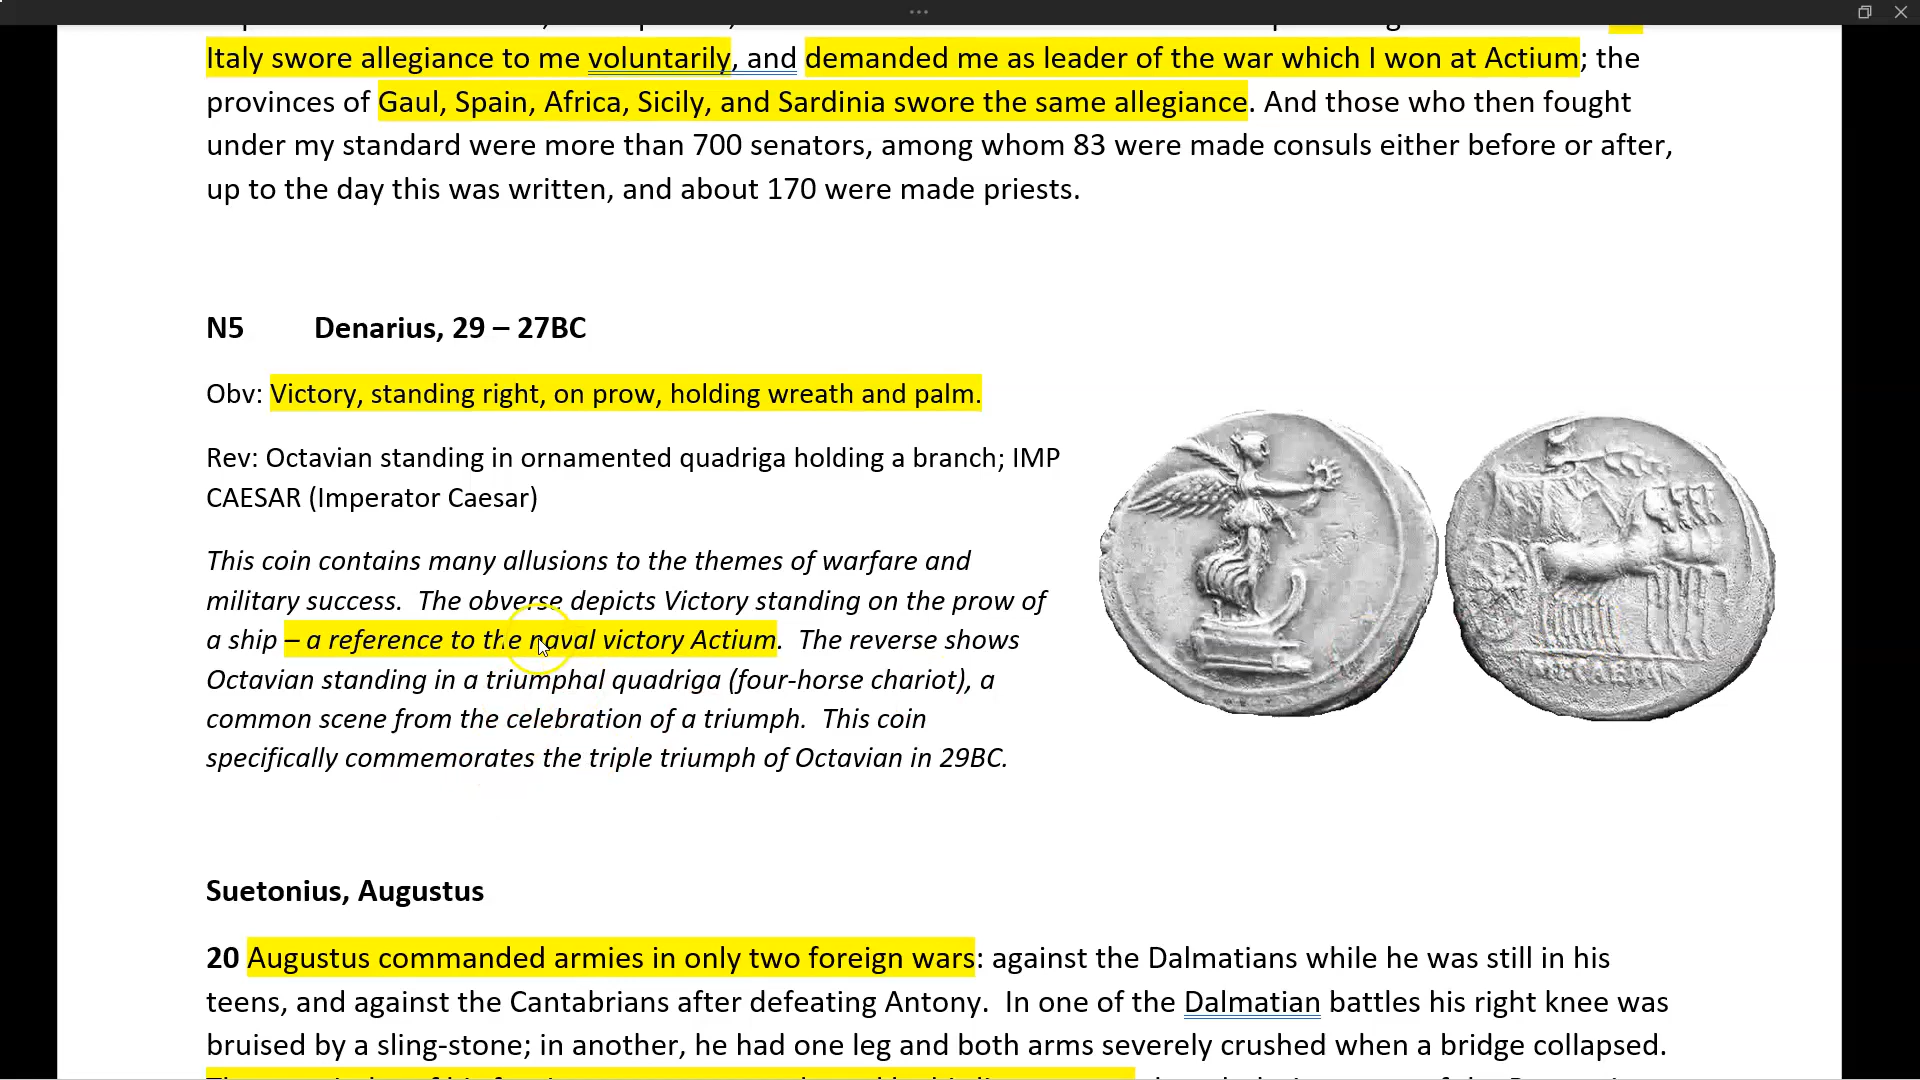 Italy swore allegiance to me voluntarily, and demanded me as leader of the war which I won at Actium; the
provinces of Gaul, Spain, Africa, Sicily, and Sardinia swore the same allegiance. And those who then fought
under my standard were more than 700 senators, among whom 83 were made consuls either before or after,
up to the day this was written, and about 170 were made priests.
N5 Denarius, 29 – 27BC
Obv: Victory, standing right, on prow, holding wreath and palm.
Rev: Octavian standing in ornamented quadriga holding a branch; IMP
CAESAR (Imperator Caesar)
This coin contains many allusions to the themes of warfare and
military success. The obverse depicts Victory standing on the prow of
a ship – a reference to the naval victory Actium. The reverse shows
Octavian standing in a triumphal quadriga (four-horse chariot), a
common scene from the celebration of a triumph. This coin
specifically commemorates the triple triumph of Octavian in 29BC.
Suetonius, Augustus
20 Augustus commanded armies in only two foreign wars: against the Dalmatians while he was still in his
teens, and against the Cantabrians after defeating Antony. In one of the Dalmatian battles his right knee was
bruised by a sling-stone; in another, he had one leg and both arms severely crushed when a bridge collapsed.